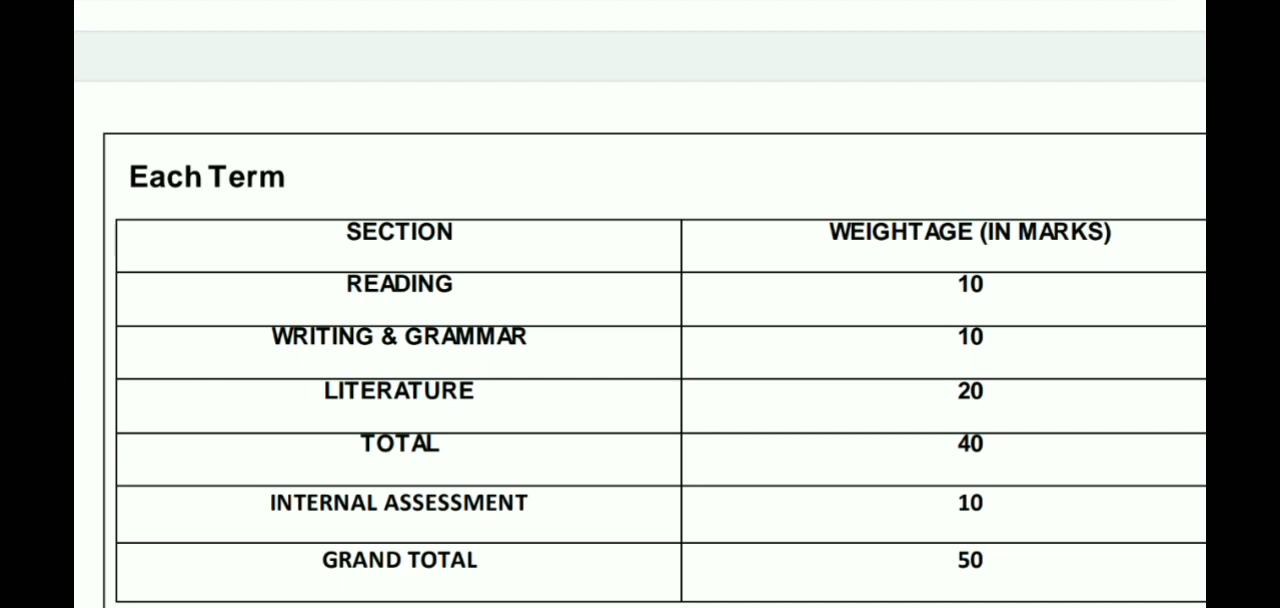 Each Term
SECTION WEIGHTAGE (IN MARKS)
READING 10
WRITING & GRAMMAR 10
LITERATURE 20
TOTAL 40
INTERNAL ASSESSMENT 10
GRAND TOTAL 50